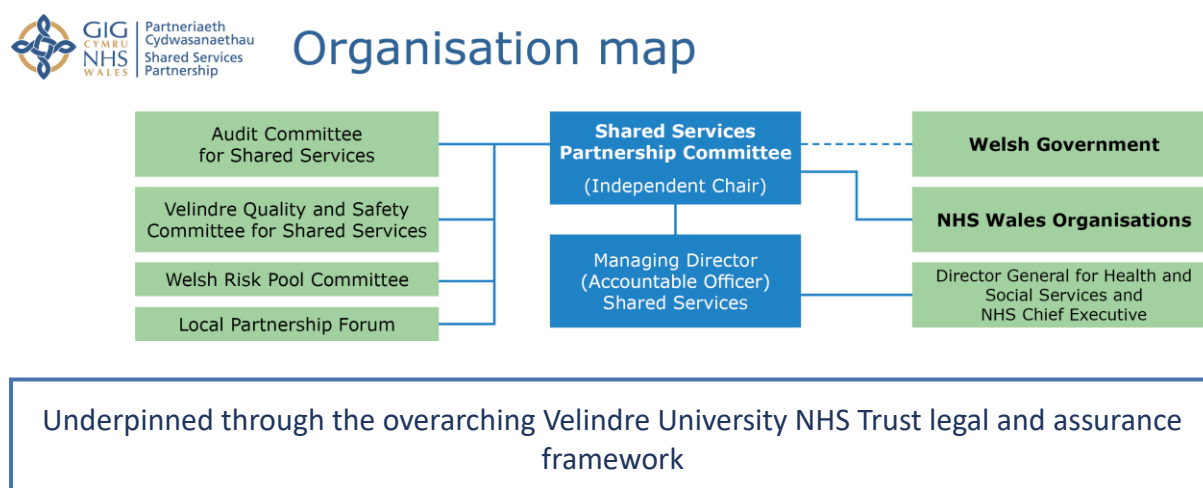 GIG
CYMRU
NHS
WALES
Partneriaeth
Cydwasanaethau
Shared Services
Partnership
Organisation map
Audit Committee
for Shared Services
Velindre Quality and Safety
Committee for Shared Services
Welsh Risk Pool Committee
Local Partnership Forum
Shared Services
Partnership Committee
(Independent Chair)
Managing Director
(Accountable Officer)
Shared Services
Welsh Government
NHS Wales Organisations
Director General for Health and
Social Services and
NHS Chief Executive
Underpinned through the overarching Velindre University NHS Trust legal and assurance
framework